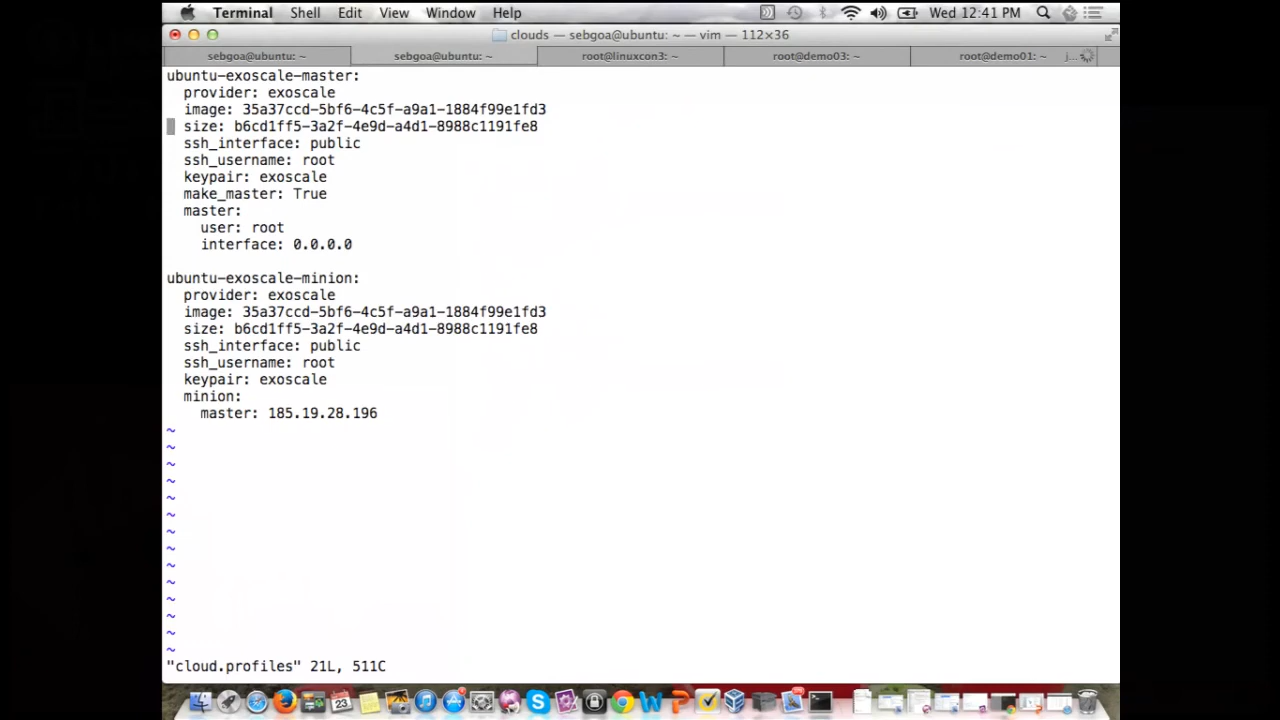 Terminal Shell Edit View Window Help Wed 12:41 PM
clouds — sebgoa@ubuntu: ~ — vim — 112×36
sebgoa@ubuntu: ~ sebgoa@ubuntu: ~ root@linuxcon3: ~ root@demo03: ~ root@demo01: ~ j...
ubuntu-exoscale-master:
provider: exoscale
image: 35a37ccd-5bf6-4c5f-a9a1-1884f99e1fd3
size: b6cd1ff5-3a2f-4e9d-a4d1-8988c1191fe8
ssh_interface: public
ssh_username: root
keypair: exoscale
make_master: True
master:
user: root
interface: 0.0.0.0
ubuntu-exoscale-minion:
provider: exoscale
image: 35a37ccd-5bf6-4c5f-a9a1-1884f99e1fd3
size: b6cd1ff5-3a2f-4e9d-a4d1-8988c1191fe8
ssh_interface: public
ssh_username: root
keypair: exoscale
minion:
master: 185.19.28.196
~
~
~
~
~
~
~
~
~
~
~
~
~
~
"cloud.profiles" 21L, 511C
23